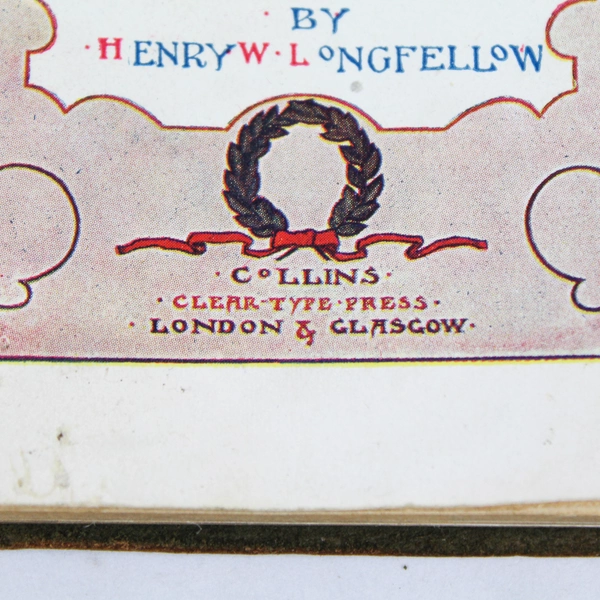 · BY
· HENRY W · LONGFELLOW
· COLLINS ·
· CLEAR-TYPE · PRESS ·
· LONDON & GLASGOW ·